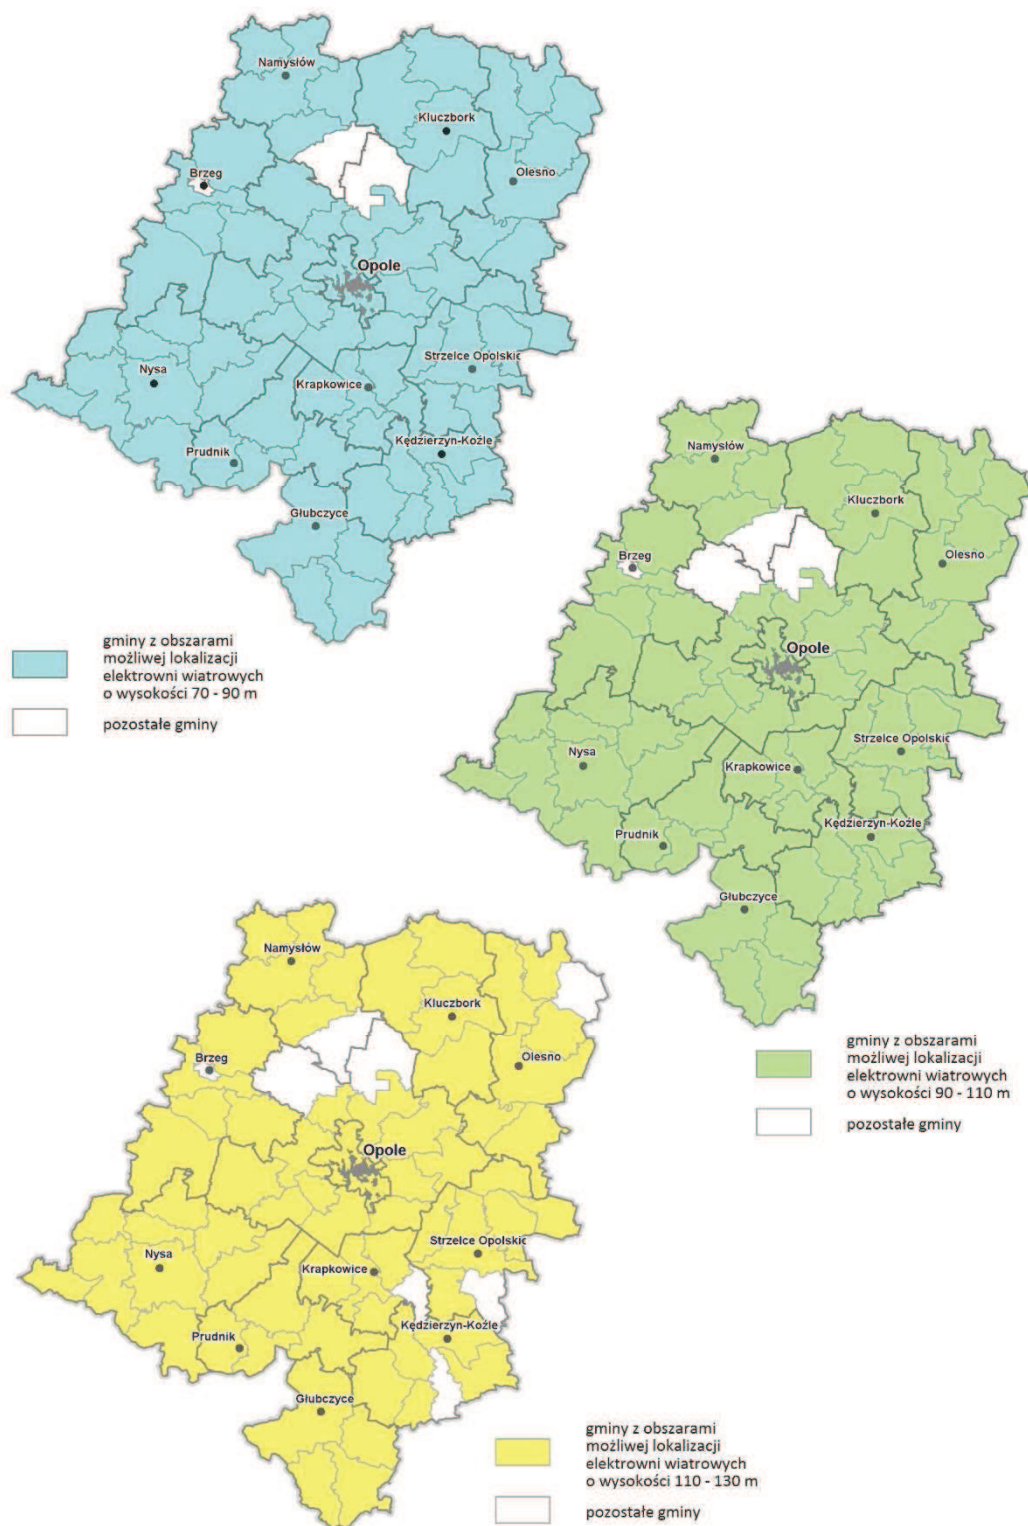 Namysłów
Kluczbork
Brzeg
Olesno
Opole
Strzelce Opolskie
Nysa
Krapkowice
Kędzierzyn-Koźle
Prudnik
Głubczyce
gminy z obszarami
możliwej lokalizacji
elektrowni wiatrowych
o wysokości 70 - 90 m
pozostałe gminy
Namysłów
Kluczbork
Brzeg
Olesno
Opole
Strzelce Opolskie
Nysa
Krapkowice
Kędzierzyn-Koźle
Prudnik
Głubczyce
gminy z obszarami
możliwej lokalizacji
elektrowni wiatrowych
o wysokości 90 - 110 m
pozostałe gminy
Namysłów
Kluczbork
Brzeg
Olesno
Opole
Strzelce Opolskie
Nysa
Krapkowice
Kędzierzyn-Koźle
Prudnik
Głubczyce
gminy z obszarami
możliwej lokalizacji
elektrowni wiatrowych
o wysokości 110 - 130 m
pozostałe gminy